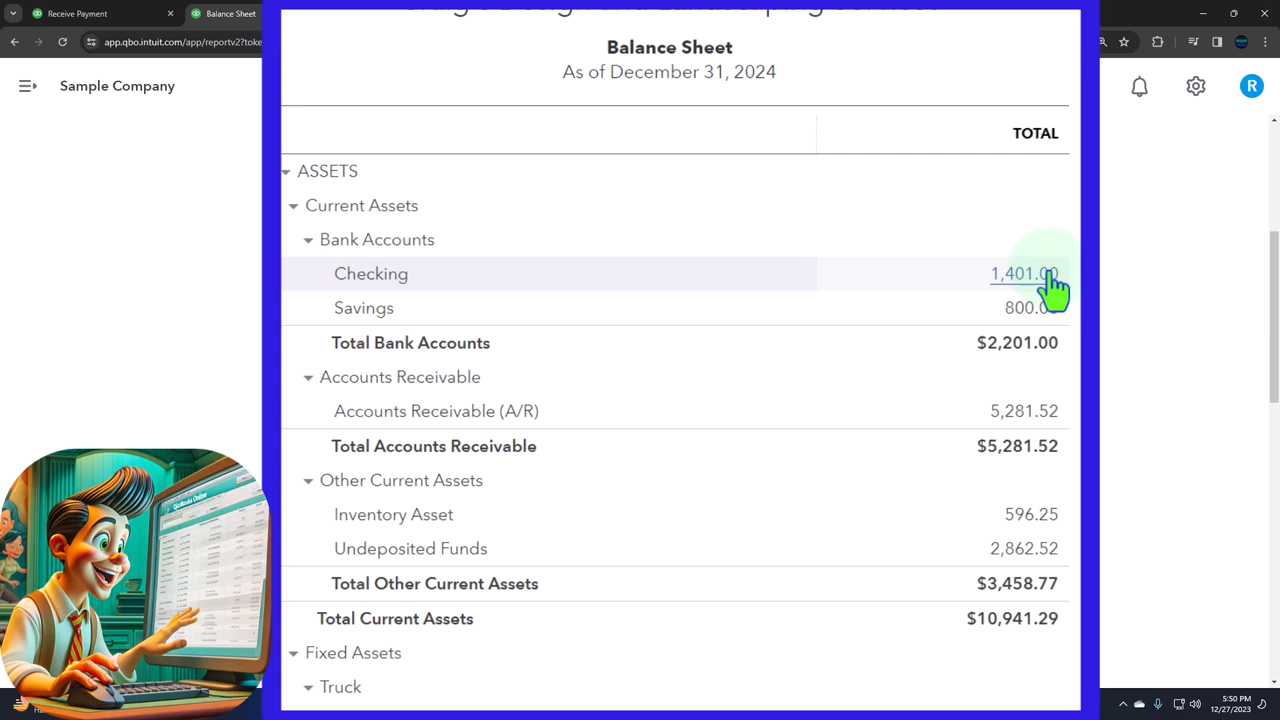 Receive Payment
Balance Sheet
qbo.intuit.com/app/reportv2?toke
Sample Company
R
Balance Sheet
As of December 31, 2024
TOTAL
ASSETS
Current Assets
Bank Accounts
Checking 1,401.00
Savings 800.
Total Bank Accounts $2,201.00
Accounts Receivable
Accounts Receivable (A/R) 5,281.52
Total Accounts Receivable $5,281.52
Other Current Assets
Inventory Asset 596.25
Undeposited Funds 2,862.52
Total Other Current Assets $3,458.77
Total Current Assets $10,941.29
Fixed Assets
Truck
5:50 PM
12/27/2023